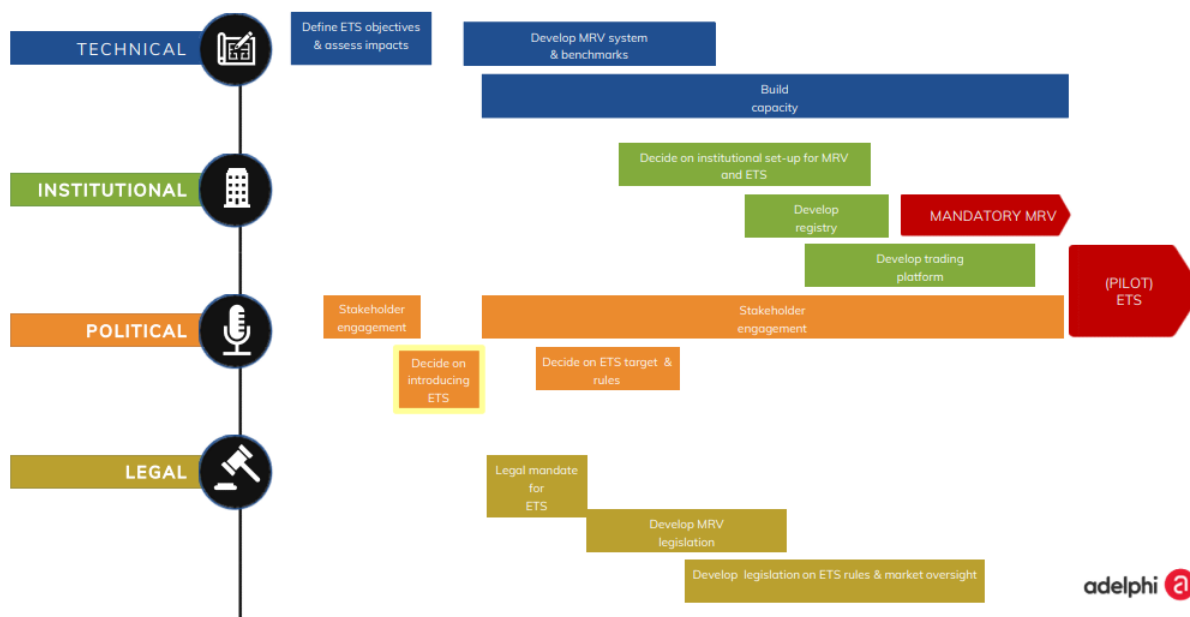 TECHNICAL
Define ETS objectives
& assess impacts
Develop MRV system
& benchmarks
Build
capacity
INSTITUTIONAL
Decide on institutional set-up for MRV
and ETS
Develop
registry
MANDATORY MRV
Develop trading
platform
(PILOT)
ETS
POLITICAL
Stakeholder
engagement
Stakeholder
engagement
Decide on
introducing
ETS
Decide on ETS target &
rules
LEGAL
Legal mandate
for
ETS
Develop MRV
legislation
Develop legislation on ETS rules & market oversight
adelphi a